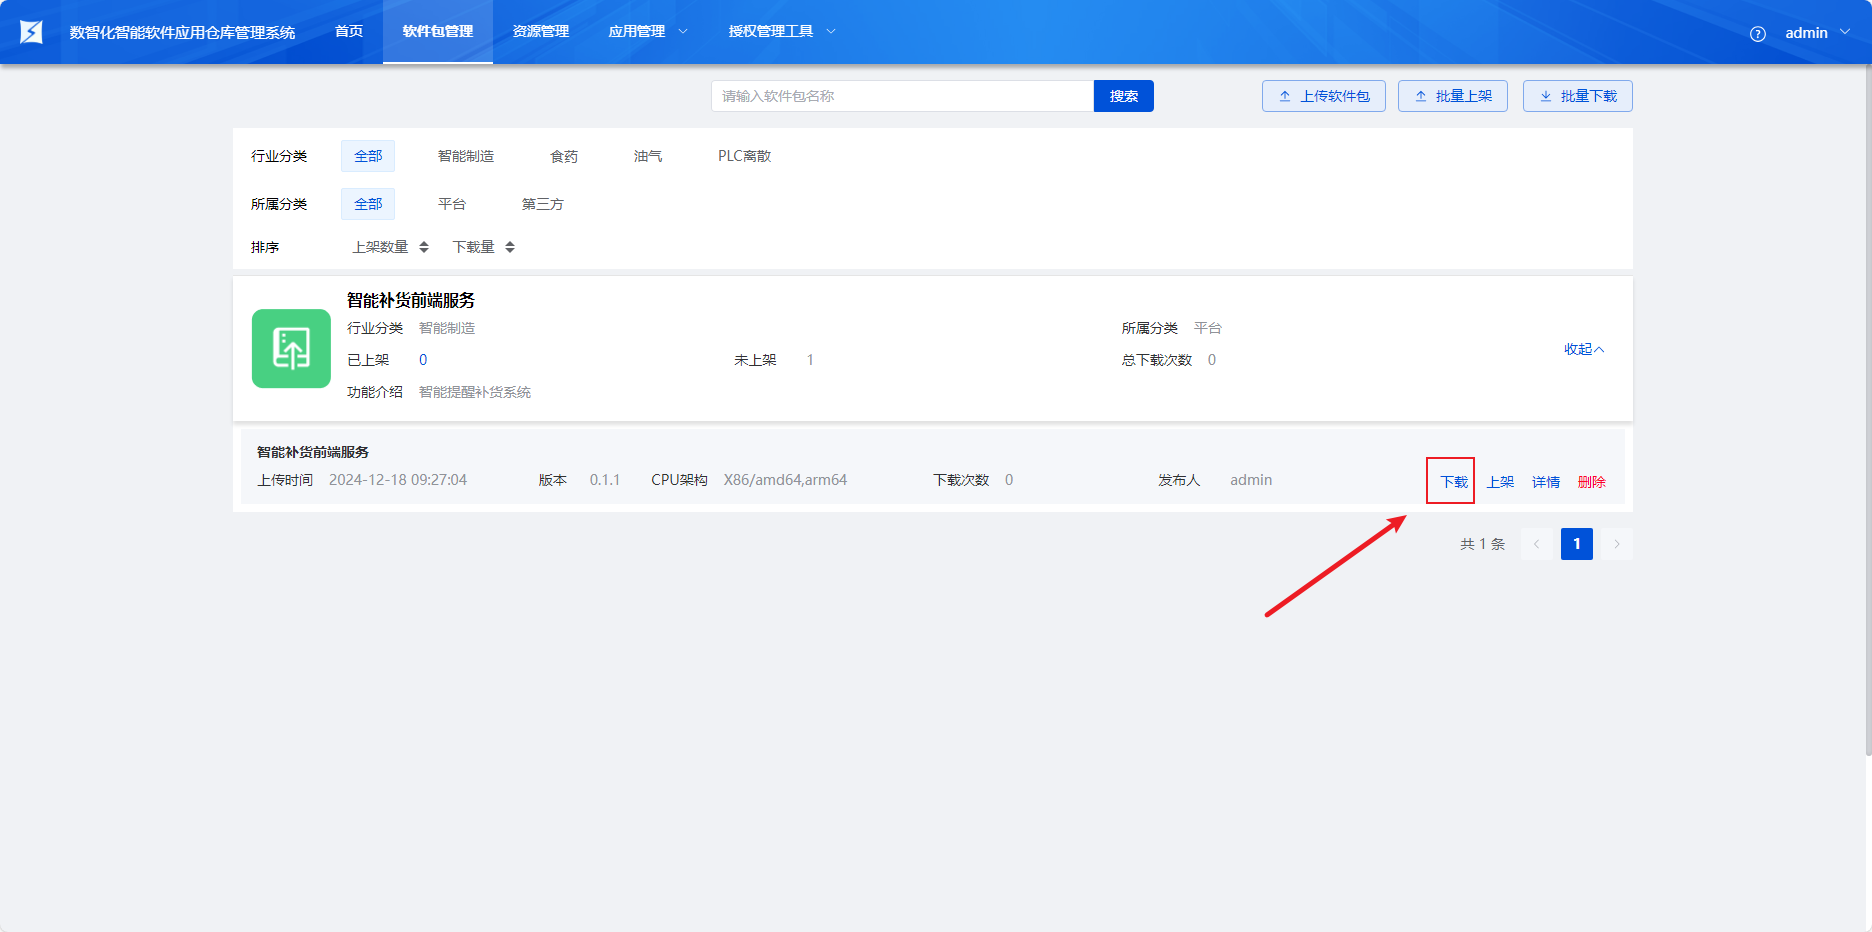 数智化智能软件应用仓库管理系统 首页 软件包管理 资源管理 应用管理 授权管理工具 admin
请输入软件包名称 搜索 上传软件包 批量上架 批量下载
行业分类 全部 智能制造 食药 油气 PLC离散
所属分类 全部 平台 第三方
排序 上架数量 下载量
智能补货前端服务
行业分类 智能制造 所属分类 平台
已上架 0 未上架 1 总下载次数 0
收起
功能介绍 智能提醒补货系统
智能补货前端服务
上传时间 2024-12-18 09:27:04 版本 0.1.1 CPU架构 X86/amd64,arm64 下载次数 0 发布人 admin 下载 上架 详情 删除
共 1 条 1